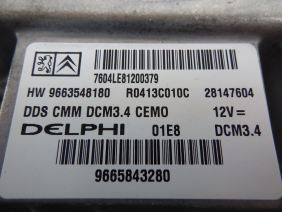 7604LE81200379
HW 9663548180 R0413C010C 28147604
DDS CMM DCM3.4 CEMO 12V=
DELPHI 01E8 DCM3.4
9665843280